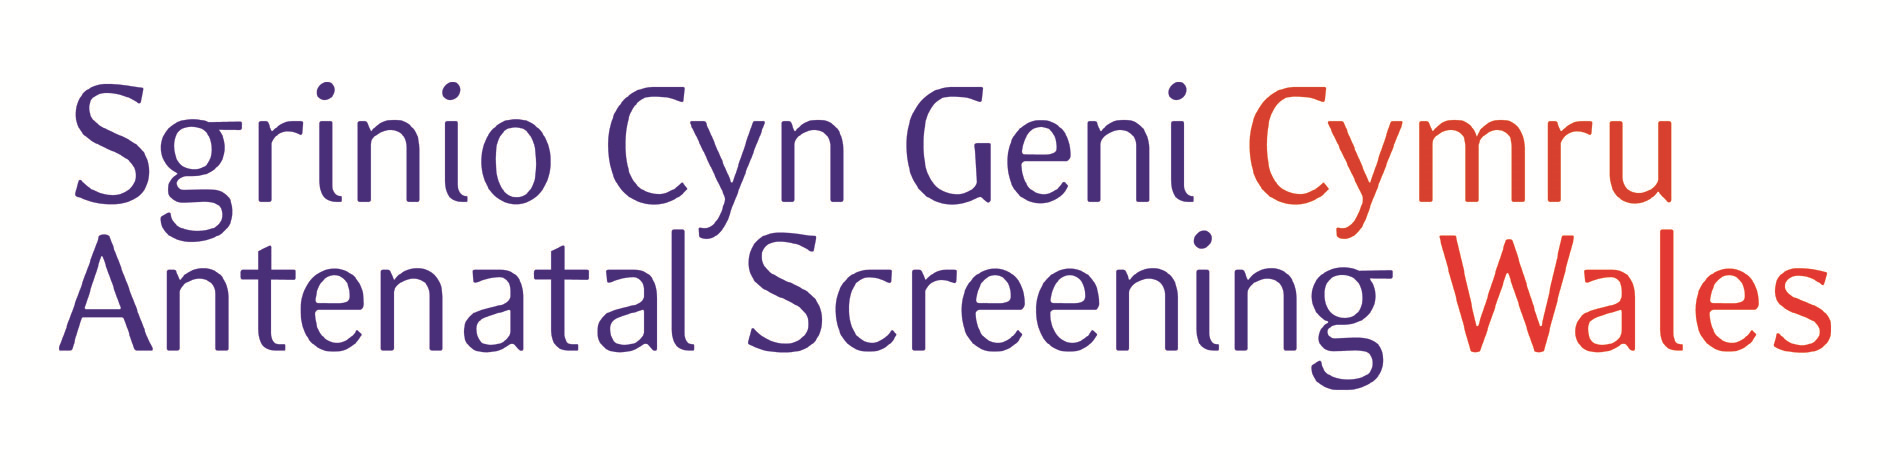 Sgrinio Cyn Geni Cymru
Antenatal Screening Wales